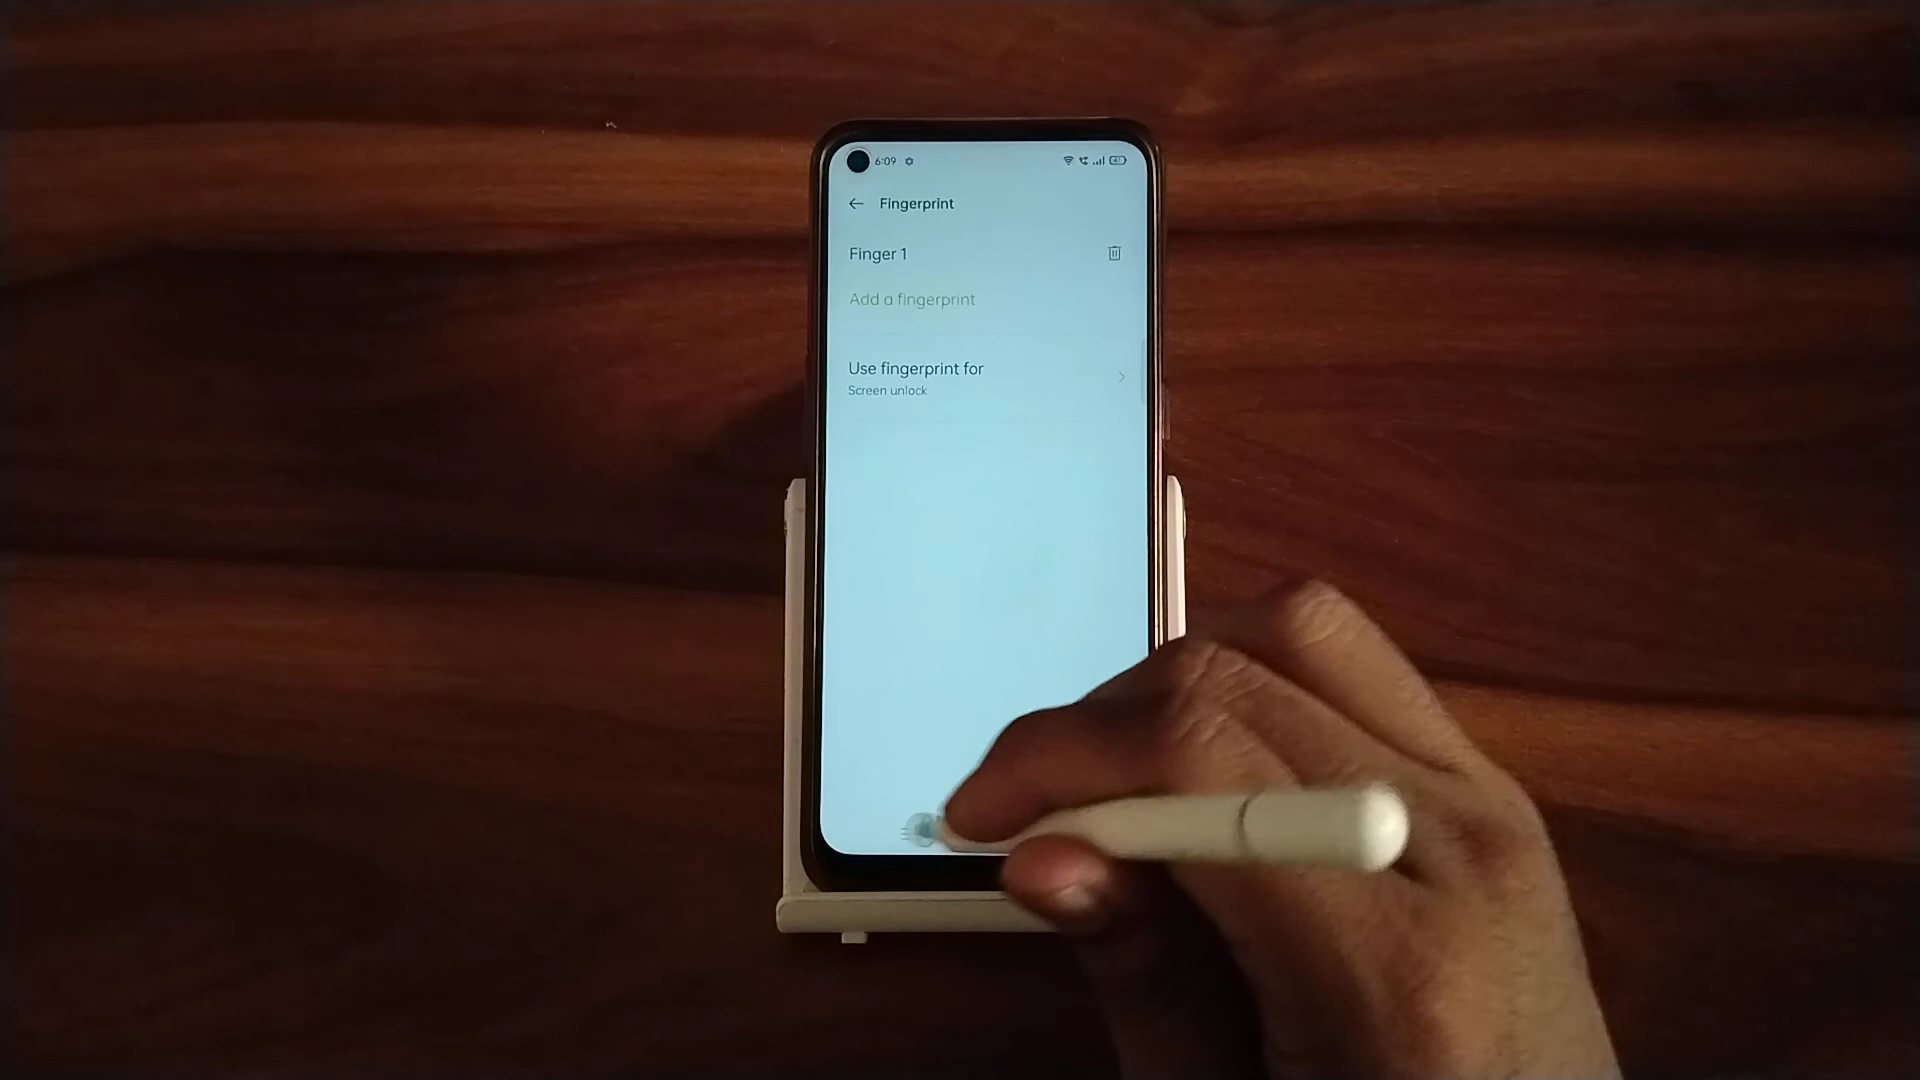 6:09
Fingerprint
Finger 1
Add a fingerprint
Use fingerprint for
Screen unlock